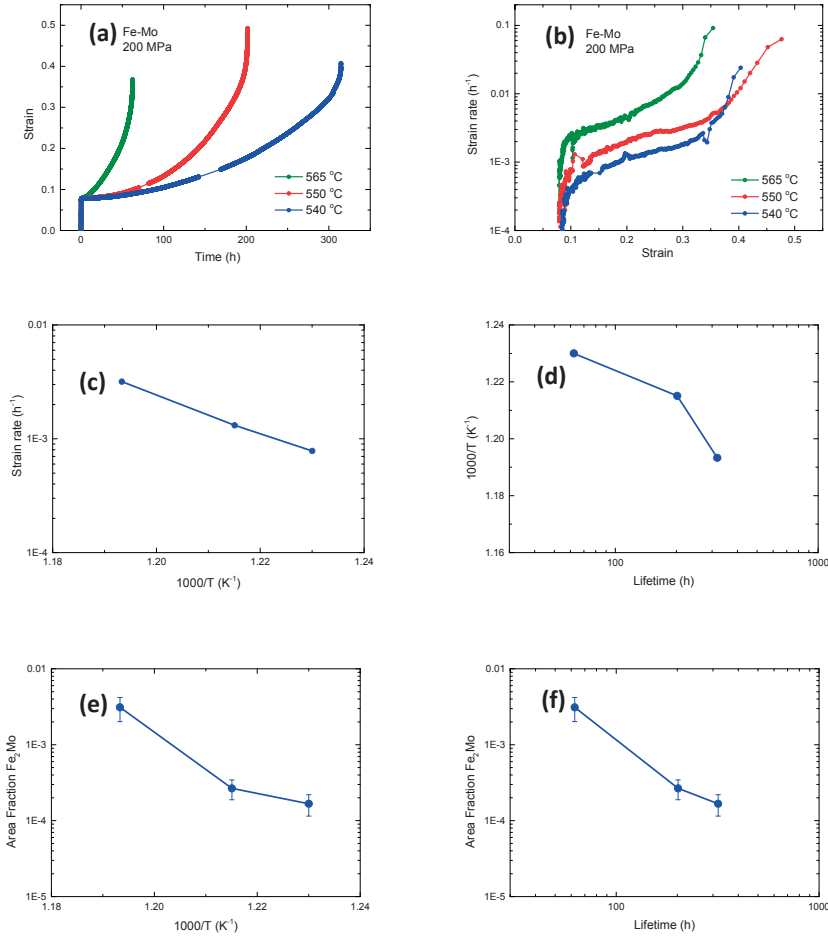 (a)
Fe-Mo
200 MPa
0.5
0.4
0.3
0.2
0.1
0.0
Strain
0
100
200
300
Time (h)
565 °C
550 °C
540 °C
(b)
Fe-Mo
200 MPa
0.1
0.01
1E-3
1E-4
Strain rate (h⁻¹)
0.0
0.1
0.2
0.3
0.4
0.5
Strain
565 °C
550 °C
540 °C
(c)
0.01
1E-3
1E-4
Strain rate (h⁻¹)
1.18
1.20
1.22
1.24
1000/T (K⁻¹)
(d)
1.24
1.22
1.20
1.18
1.16
1000/T (K⁻¹)
100
1000
Lifetime (h)
(e)
0.01
1E-3
1E-4
1E-5
Area Fraction Fe₂Mo
1.18
1.20
1.22
1.24
1000/T (K⁻¹)
(f)
0.01
1E-3
1E-4
1E-5
Area Fraction Fe₂Mo
100
1000
Lifetime (h)